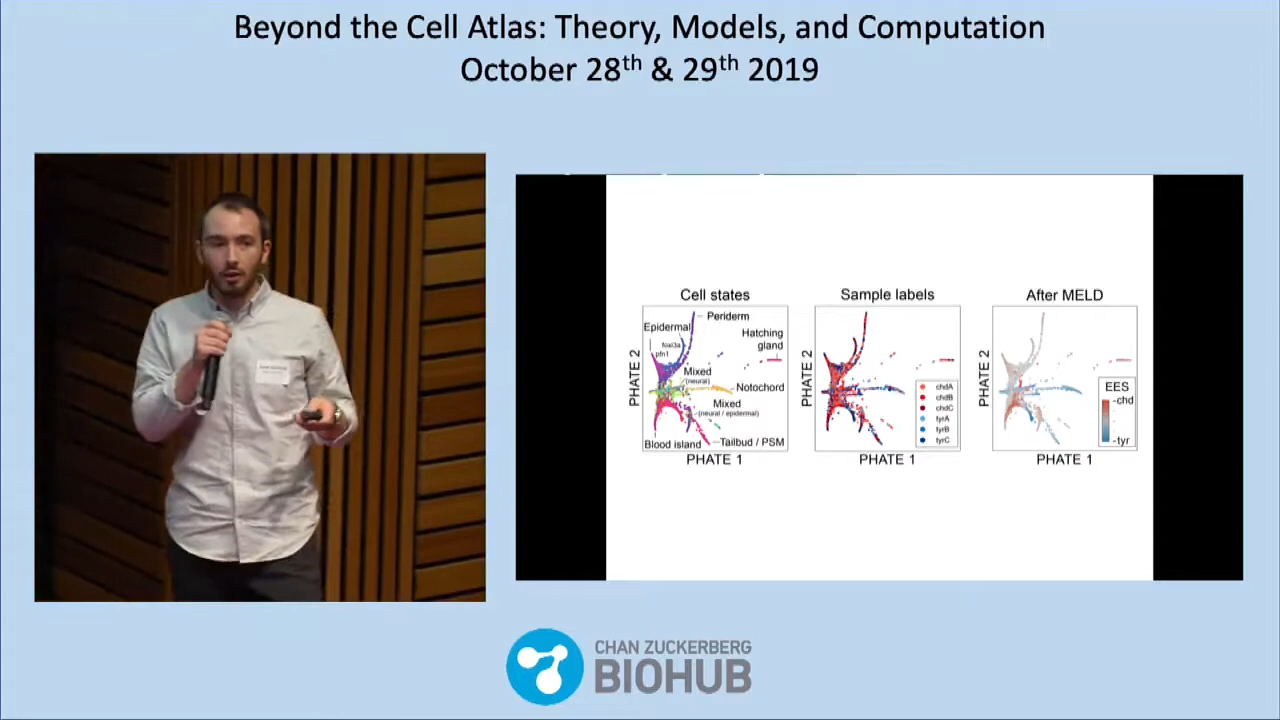 Beyond the Cell Atlas: Theory, Models, and Computation
October 28th & 29th 2019
Cell states
Periderm
Epidermal
foxi3a
pfn1
Hatching
gland
Mixed
(neural)
Notochord
Mixed
(neural / epidermal)
Blood island
Tailbud / PSM
PHATE 2
PHATE 1
Sample labels
chdA
chdB
chdC
tyrA
tyrB
tyrC
PHATE 2
PHATE 1
After MELD
EES
-chd
-tyr
PHATE 2
PHATE 1
CHAN ZUCKERBERG
BIOHUB